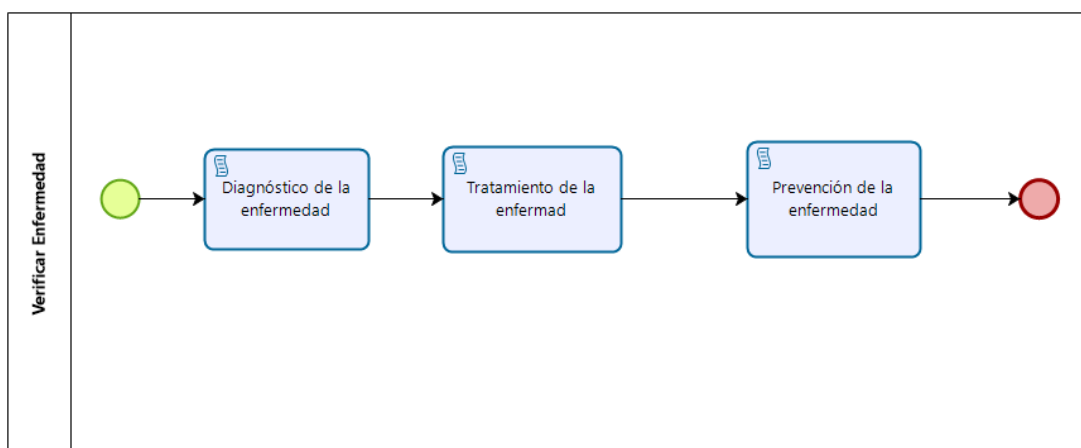 Verificar Enfermedad
Diagnóstico de la
enfermedad
Tratamiento de la
enfermad
Prevención de la
enfermedad